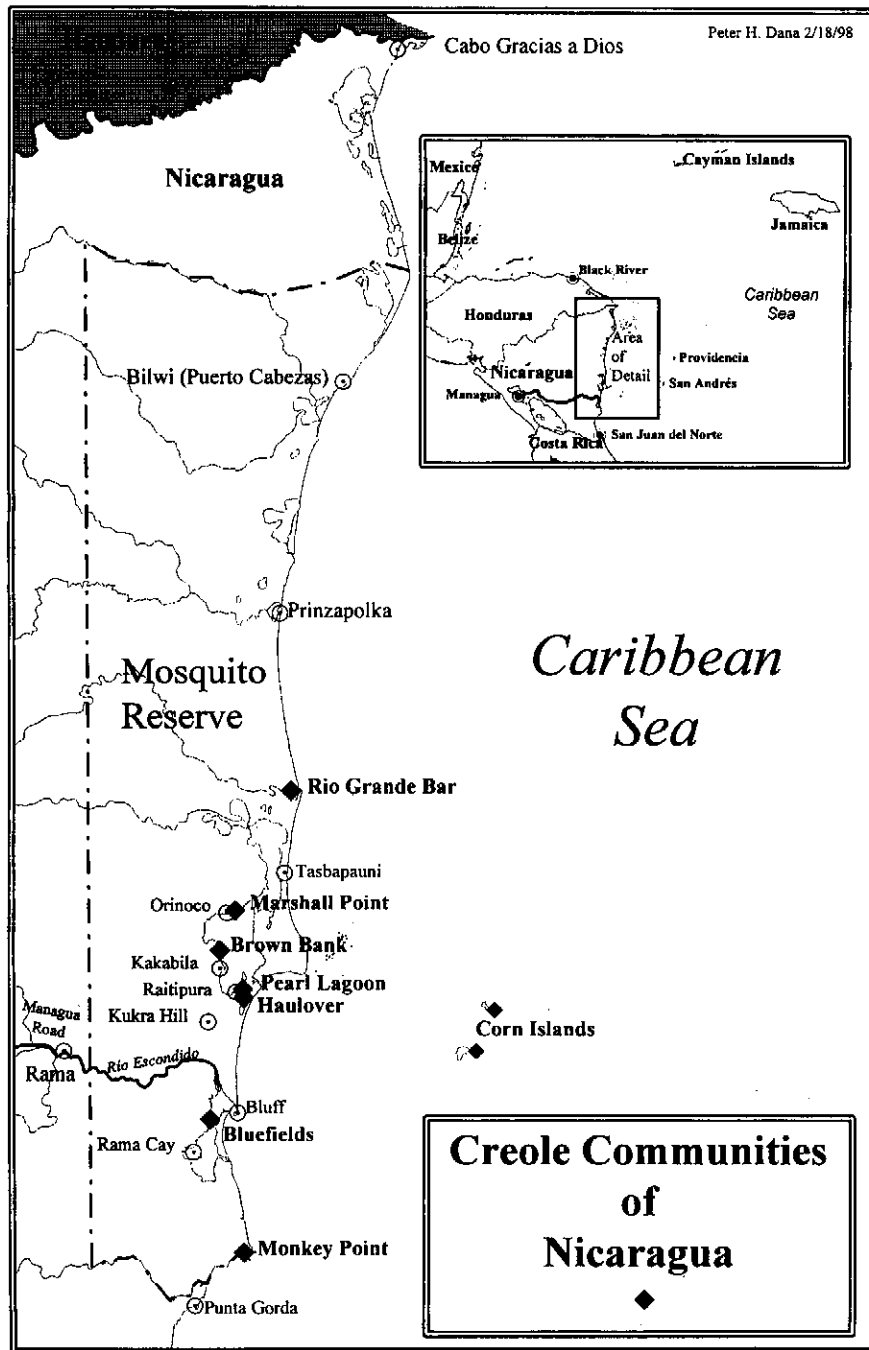 Honduras
Cabo Gracias a Dios
Peter H. Dana 2/18/98
Nicaragua
Mexico
Cayman Islands
Jamaica
Belize
Black River
Caribbean
Sea
Honduras
Area
of
Detail
Providencia
Nicaragua
San Andrés
Managua
San Juan del Norte
Costa Rica
Bilwi (Puerto Cabezas)
Prinzapolka
Mosquito
Reserve
Caribbean
Sea
Rio Grande Bar
Tasbapauni
Orinoco
Marshall Point
Brown Bank
Kakabila
Pearl Lagoon
Raitipura
Haulover
Kukra Hill
Corn Islands
Managua
Road
Río Escondido
Rama
Bluff
Bluefields
Rama Cay
Monkey Point
Punta Gorda
Creole Communities
of
Nicaragua